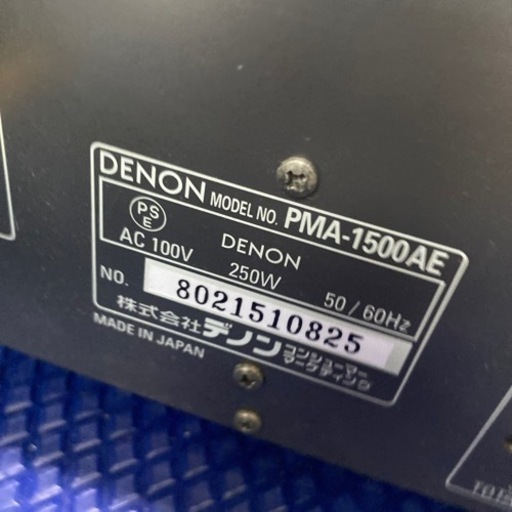 DENON MODEL NO. PMA-1500AE
PS
E
DENON
AC 100V 250W 50/60Hz
NO. 8021510825
株式会社デノン コンシューマー
マーケティング
MADE IN JAPAN